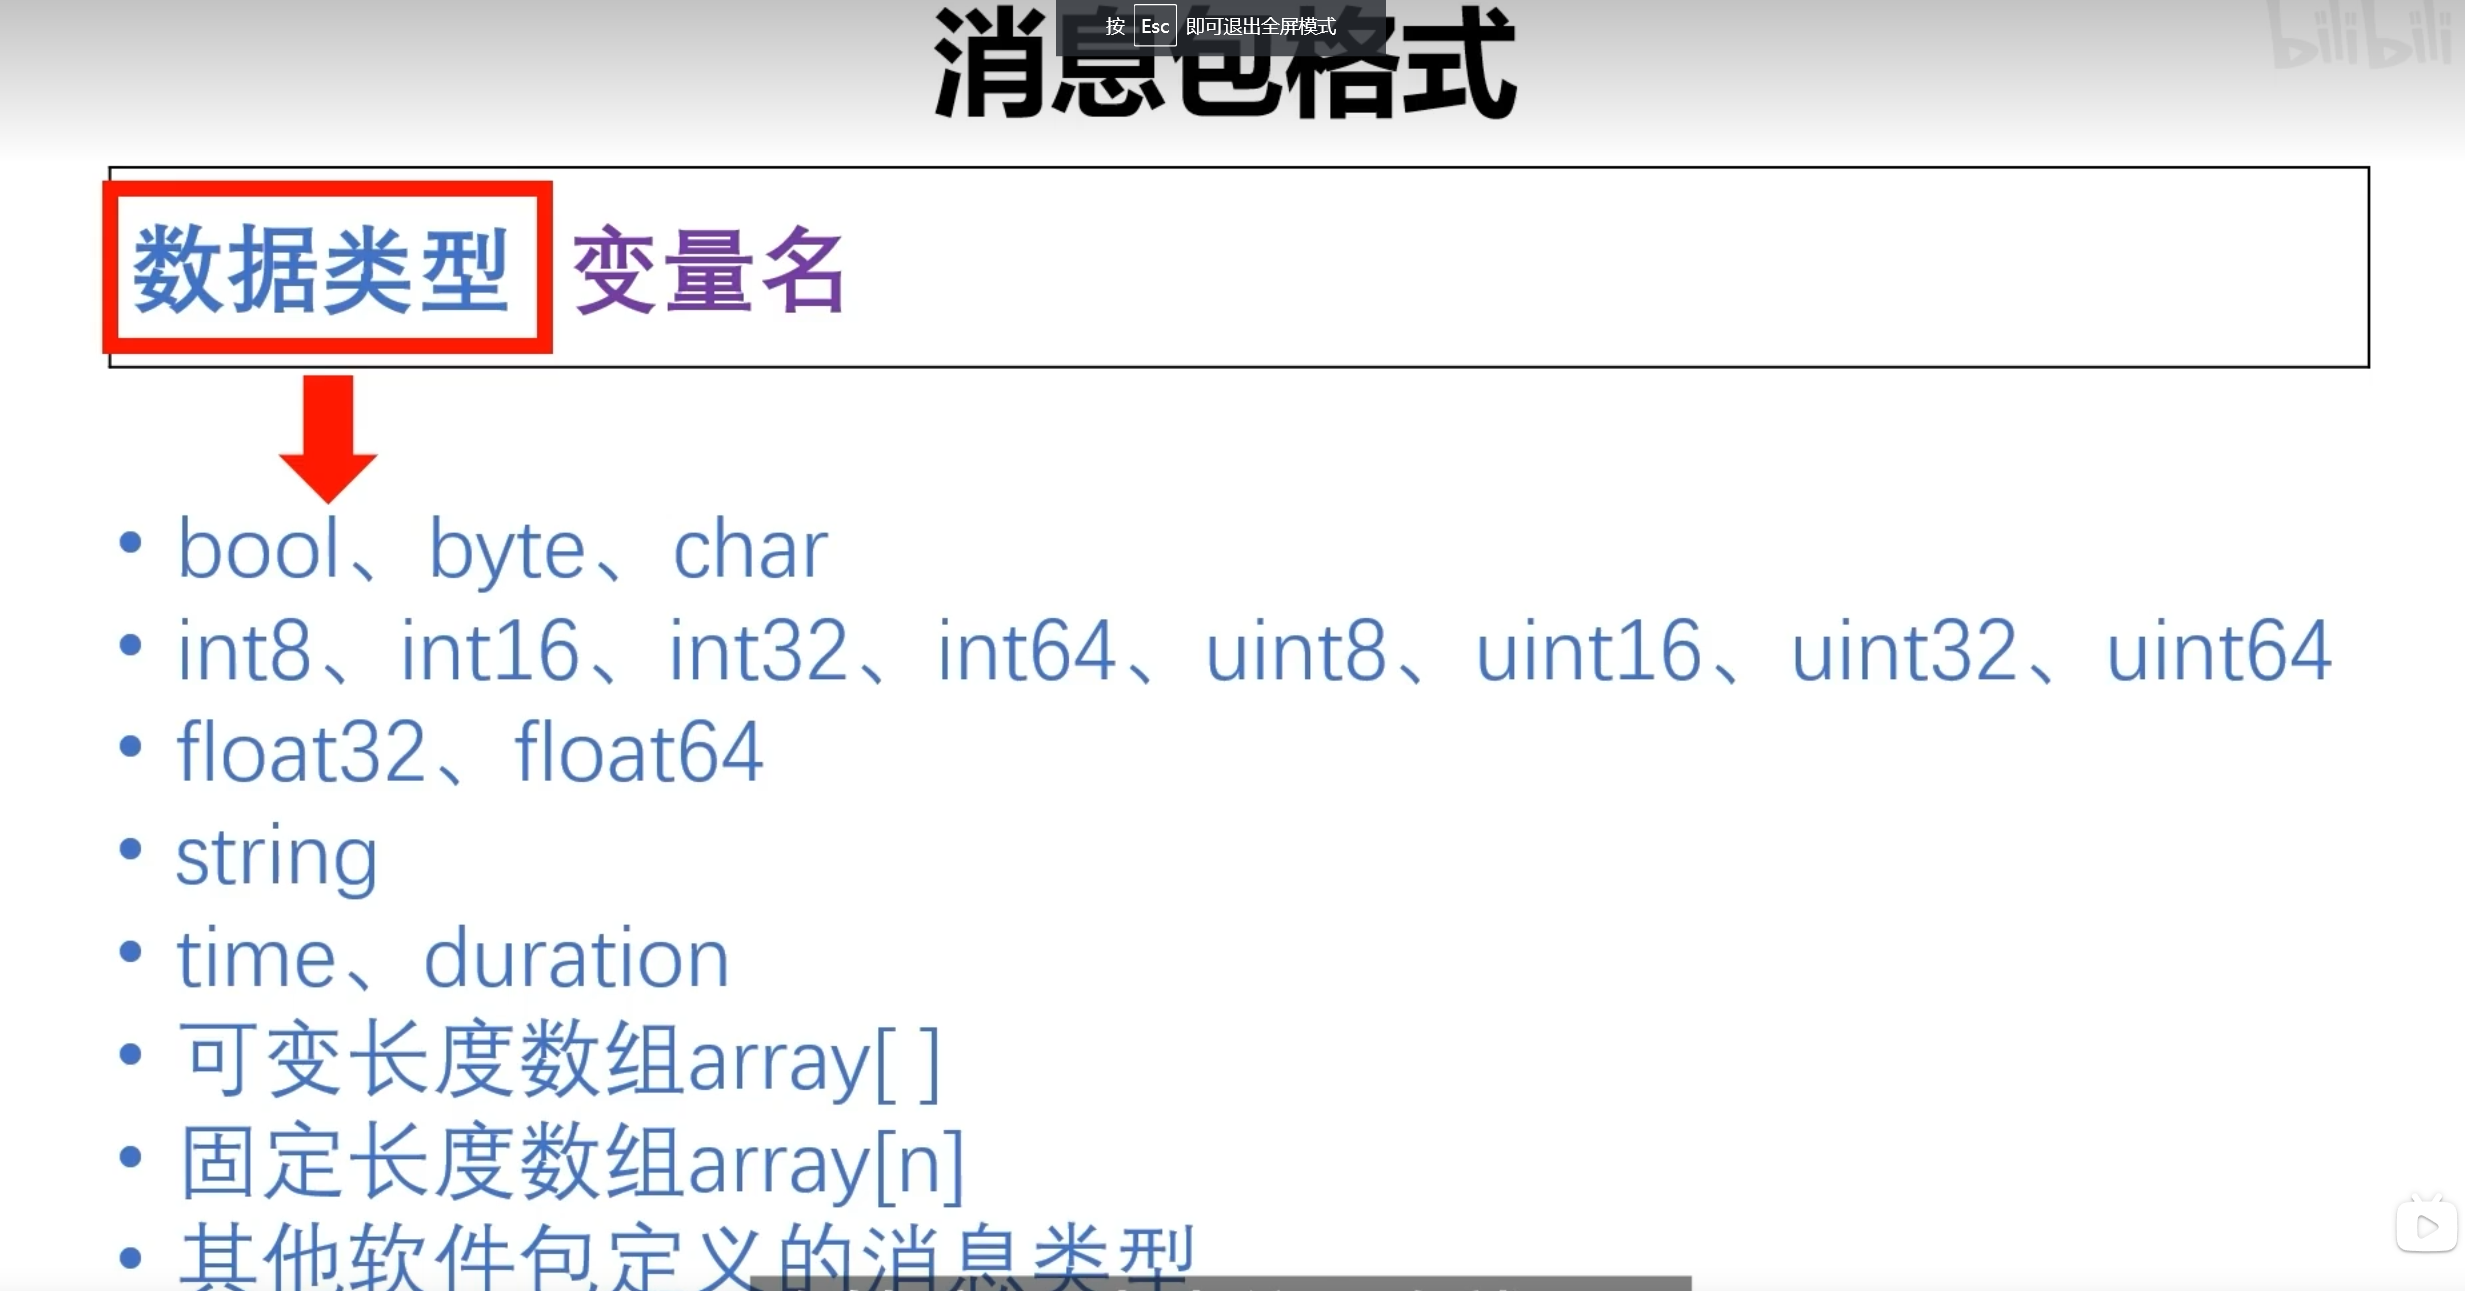 按 Esc 即可退出全屏模式
消息包格式
bilibili
数据类型 变量名
• bool、byte、char
• int8、int16、int32、int64、uint8、uint16、uint32、uint64
• float32、float64
• string
• time、duration
• 可变长度数组array[ ]
• 固定长度数组array[n]
• 其他软件包定义的消息类型